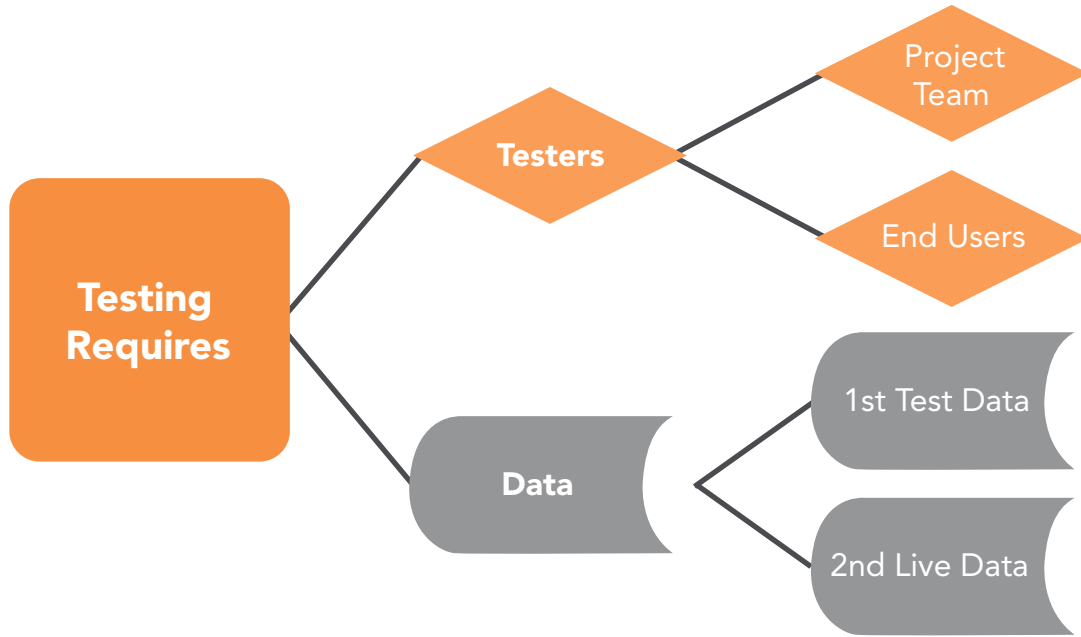 Testing
Requires
Testers
Project
Team
End Users
Data
1st Test Data
2nd Live Data